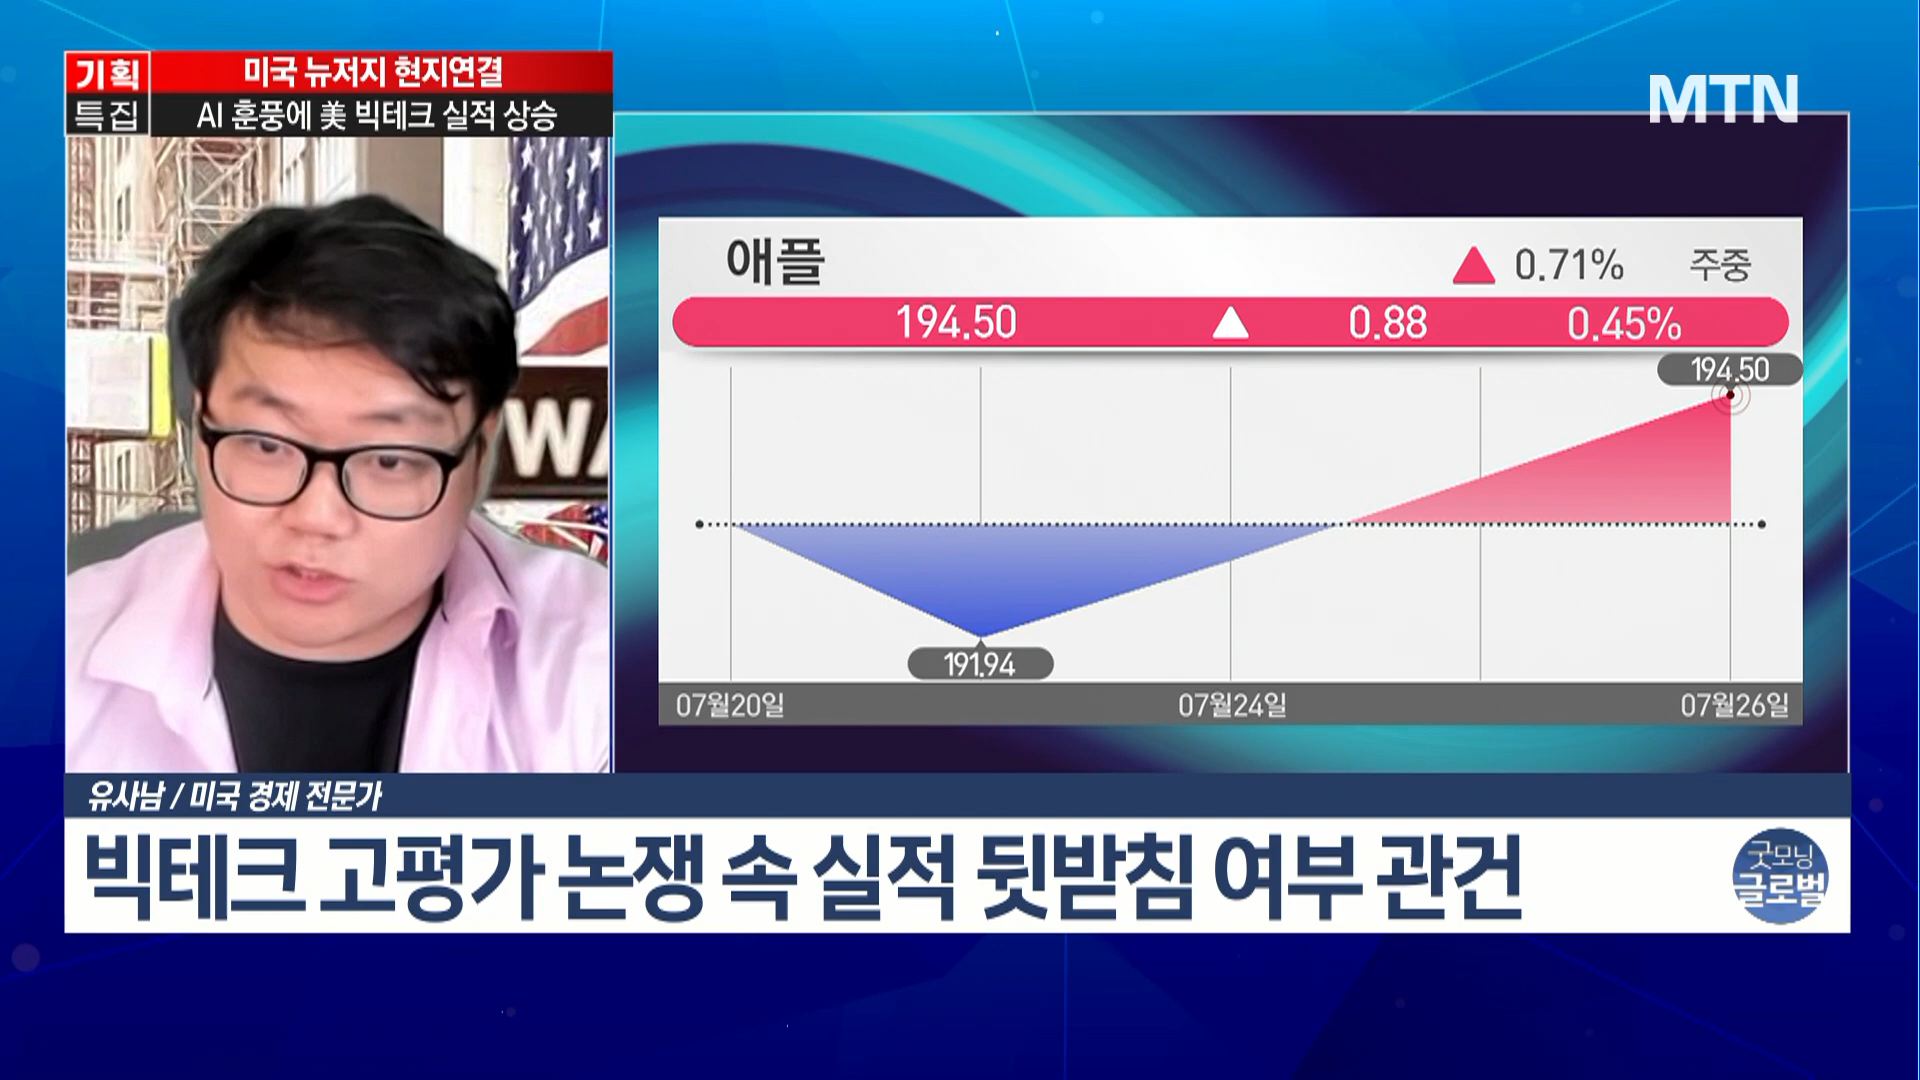 기획
특집
미국 뉴저지 현지연결
AI 훈풍에 美 빅테크 실적 상승
MTN
애플
▲ 0.71% 주중
194.50 ▲ 0.88 0.45%
194.50
191.94
07월20일 07월24일 07월26일
WA
유사남 / 미국 경제 전문가
빅테크 고평가 논쟁 속 실적 뒷받침 여부 관건
굿모닝
글로벌